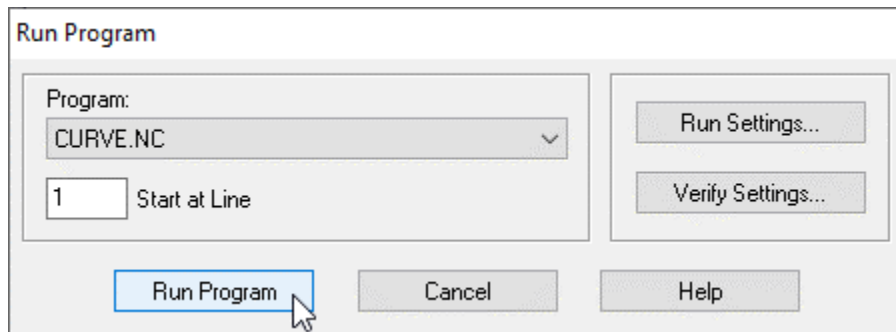 Run Program
Program:
CURVE.NC
1 Start at Line
Run Settings...
Verify Settings...
Run Program Cancel Help